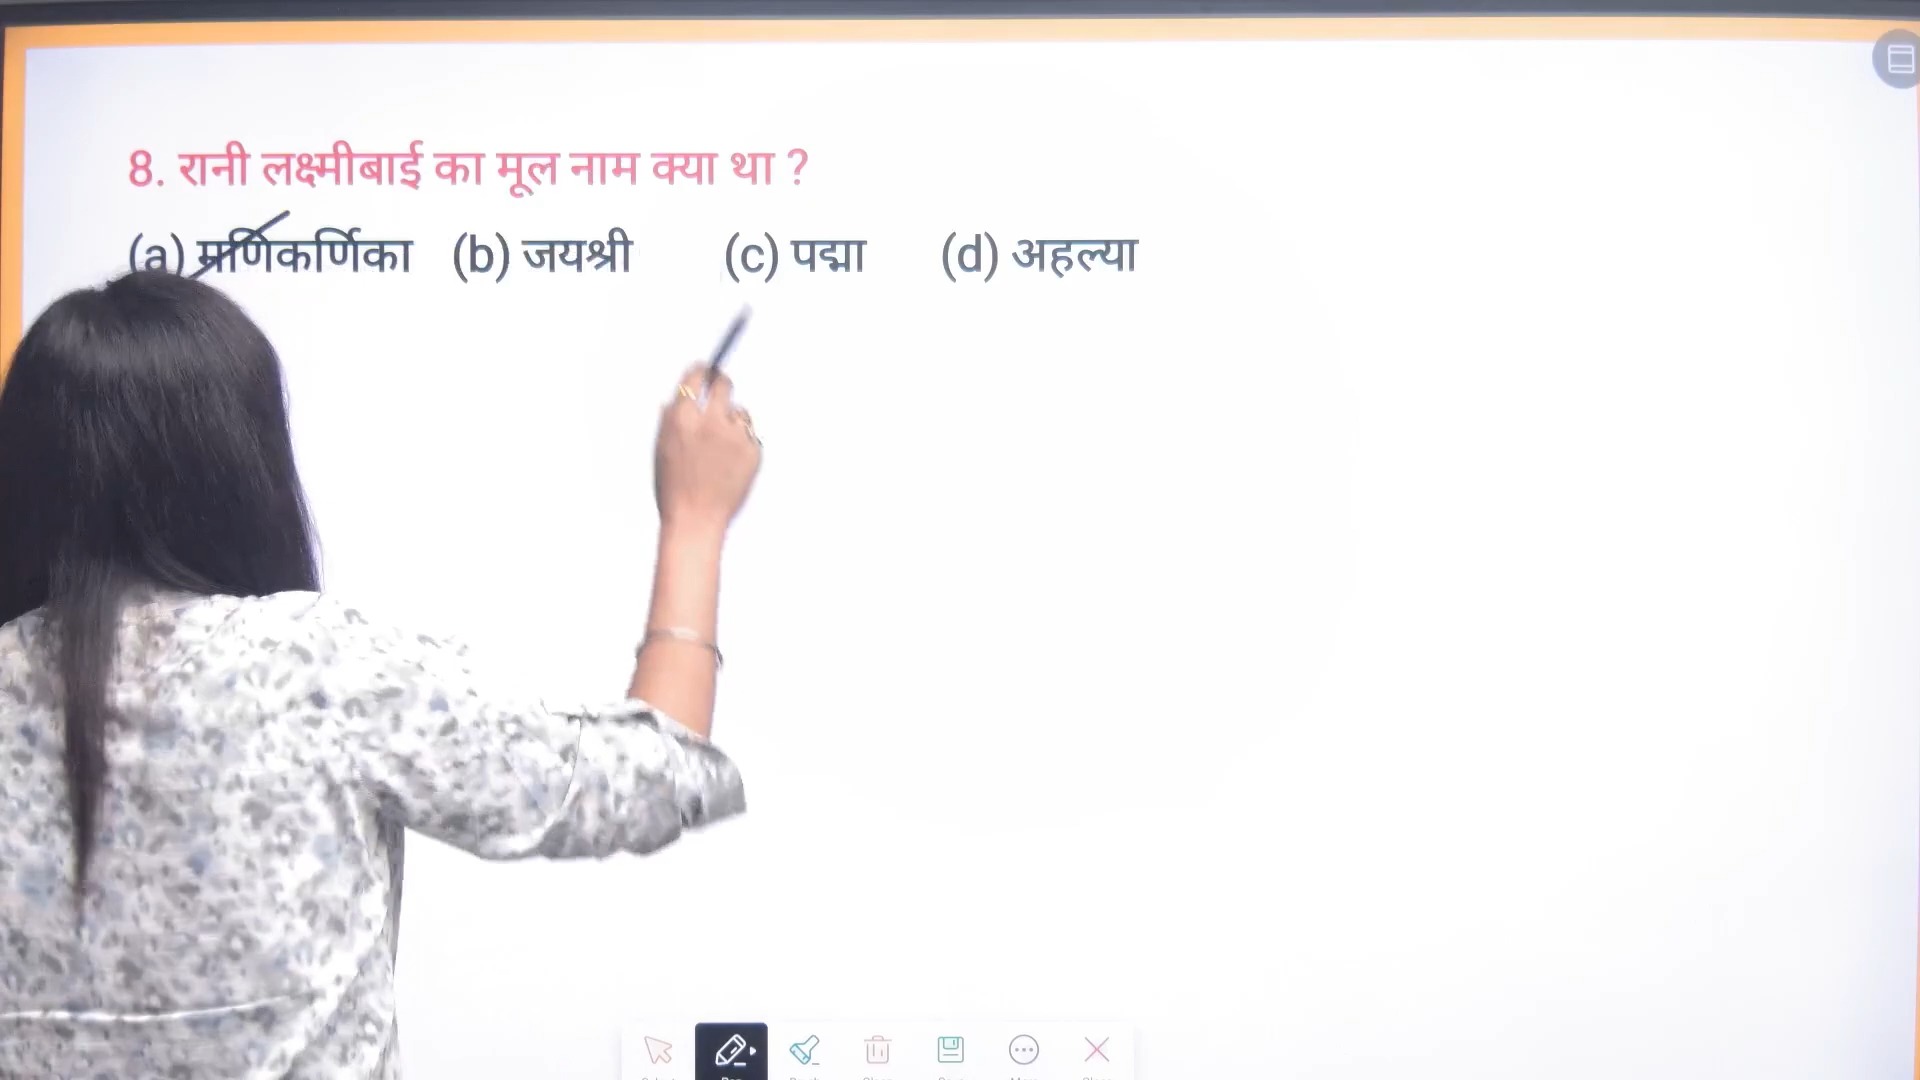 8. रानी लक्ष्मीबाई का मूल नाम क्या था ?
(a) मणिकर्णिका (b) जयश्री (c) पद्मा (d) अहल्या